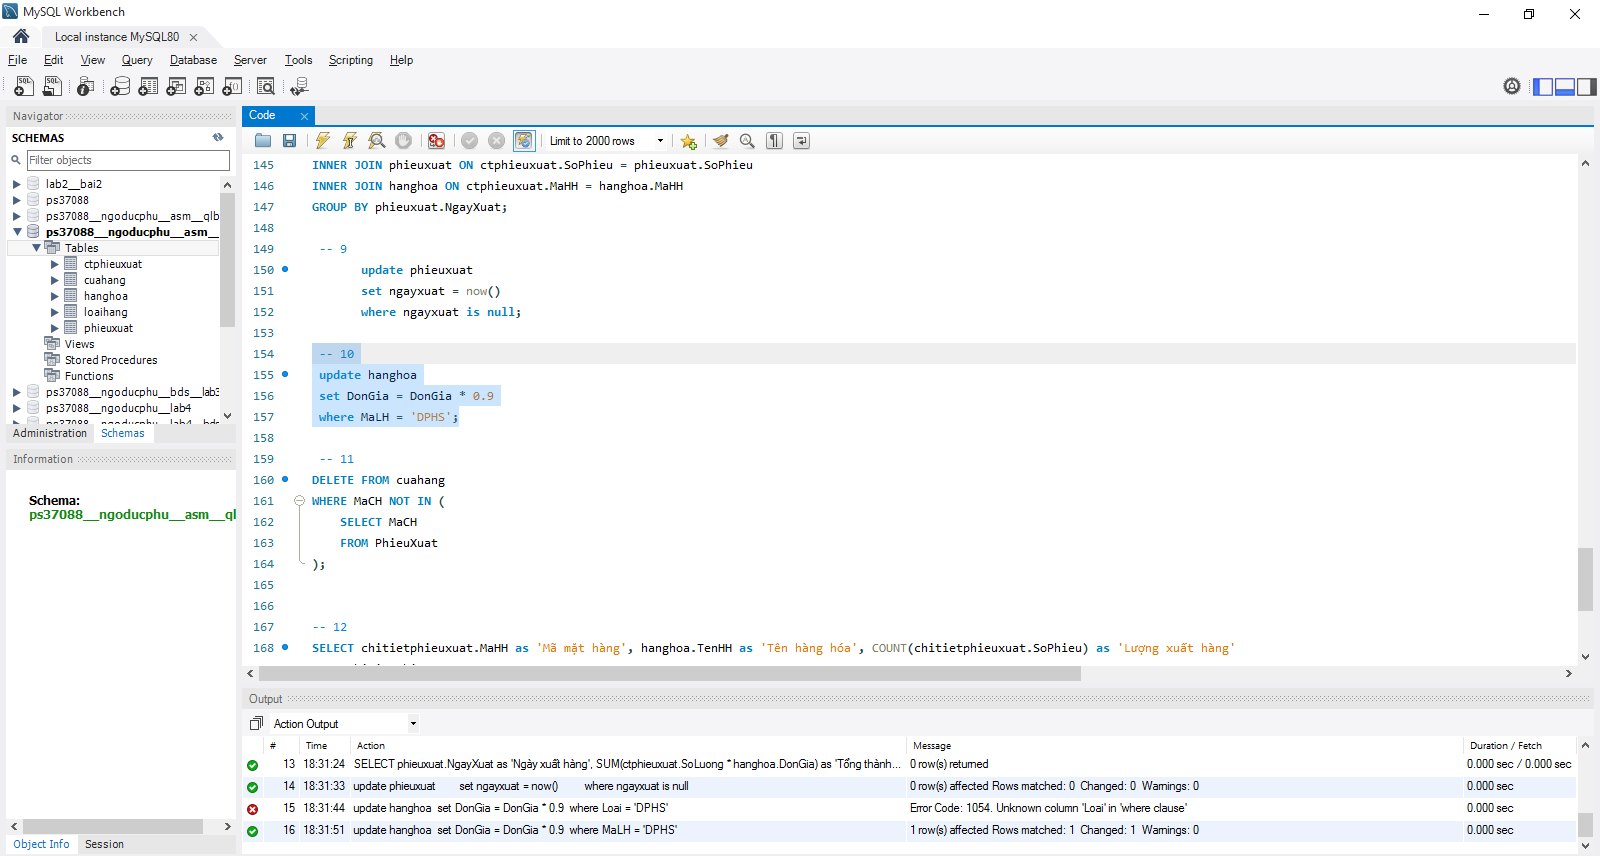 MySQL Workbench
Local instance MySQL80
File Edit View Query Database Server Tools Scripting Help
Navigator
SCHEMAS
Filter objects
lab2__bai2
ps37088
ps37088__ngoducphu__asm__qlb
ps37088__ngoducphu__asm__
Tables
ctphieuxuat
cuahang
hanghoa
loaihang
phieuxuat
Views
Stored Procedures
Functions
ps37088__ngoducphu__bds__lab3
ps37088__ngoducphu__lab4
Administration Schemas
Information
Schema:
ps37088__ngoducphu__asm__ql
Object Info Session
Code
Limit to 2000 rows
145 INNER JOIN phieuxuat ON ctphieuxuat.SoPhieu = phieuxuat.SoPhieu
146 INNER JOIN hanghoa ON ctphieuxuat.MaHH = hanghoa.MaHH
147 GROUP BY phieuxuat.NgayXuat;
148
149 -- 9
150 update phieuxuat
151 set ngayxuat = now()
152 where ngayxuat is null;
153
154 -- 10
155 update hanghoa
156 set DonGia = DonGia * 0.9
157 where MaLH = 'DPHS';
158
159 -- 11
160 DELETE FROM cuahang
161 WHERE MaCH NOT IN (
162 SELECT MaCH
163 FROM PhieuXuat
164 );
165
166
167 -- 12
168 SELECT chitietphieuxuat.MaHH as 'Mã mặt hàng', hanghoa.TenHH as 'Tên hàng hóa', COUNT(chitietphieuxuat.SoPhieu) as 'Lượng xuất hàng'
Output
Action Output
# Time Action Message Duration / Fetch
13 18:31:24 SELECT phieuxuat.NgayXuat as 'Ngày xuất hàng', SUM(ctphieuxuat.SoLuong * hanghoa.DonGia) as 'Tổng thành... 0 row(s) returned 0.000 sec / 0.000 sec
14 18:31:33 update phieuxuat set ngayxuat = now() where ngayxuat is null 0 row(s) affected Rows matched: 0 Changed: 0 Warnings: 0 0.000 sec
15 18:31:44 update hanghoa set DonGia = DonGia * 0.9 where Loai = 'DPHS' Error Code: 1054. Unknown column 'Loai' in 'where clause' 0.000 sec
16 18:31:51 update hanghoa set DonGia = DonGia * 0.9 where MaLH = 'DPHS' 1 row(s) affected Rows matched: 1 Changed: 1 Warnings: 0 0.000 sec